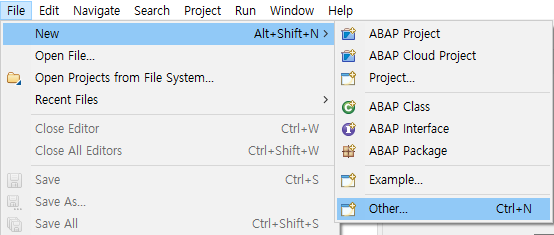 File Edit Navigate Search Project Run Window Help
New Alt+Shift+N
Open File...
Open Projects from File System...
Recent Files
Close Editor Ctrl+W
Close All Editors Ctrl+Shift+W
Save Ctrl+S
Save As...
Save All Ctrl+Shift+S
ABAP Project
ABAP Cloud Project
Project...
ABAP Class
ABAP Interface
ABAP Package
Example...
Other... Ctrl+N